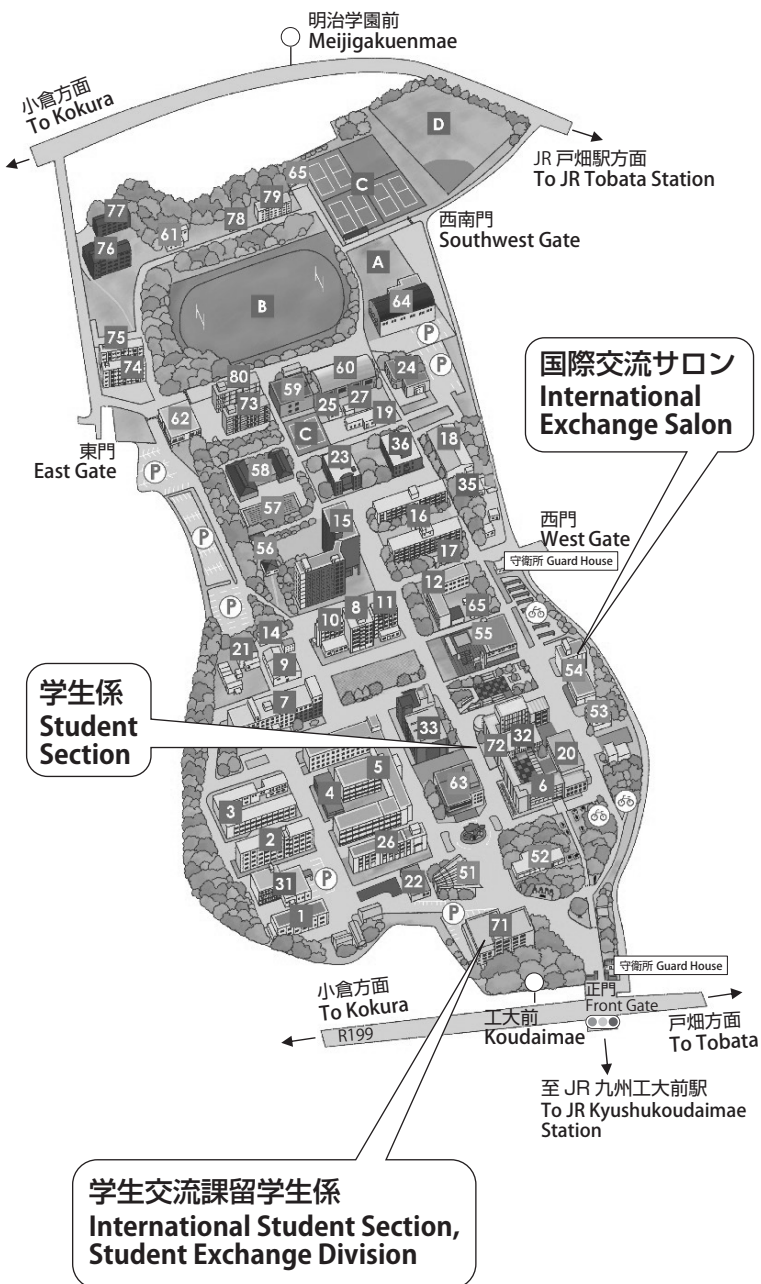 明治学園前
Meijigakuenmae
小倉方面
To Kokura
D
JR 戸畑駅方面
To JR Tobata Station
65
C
79
77
78
61
76
西南門
Southwest Gate
A
B
64
P
75
74
60
24
P
80
59
73
27
25
19
62
国際交流サロン
International
Exchange Salon
東門
East Gate
C
36
18
23
58
P
35
57
16
15
西門
West Gate
17
守衛所 Guard House
P
56
12
65
P
11
8
10
14
55
21
9
54
学生係
Student
Section
7
53
33
72
32
20
5
63
6
4
3
2
26
52
51
31
P
22
1
P
71
守衛所 Guard House
小倉方面
To Kokura
正門
Front Gate
R199
工大前
Koudaimae
戸畑方面
To Tobata
至 JR 九州工大前駅
To JR Kyushukoudaimae
Station
学生交流課留学生係
International Student Section,
Student Exchange Division